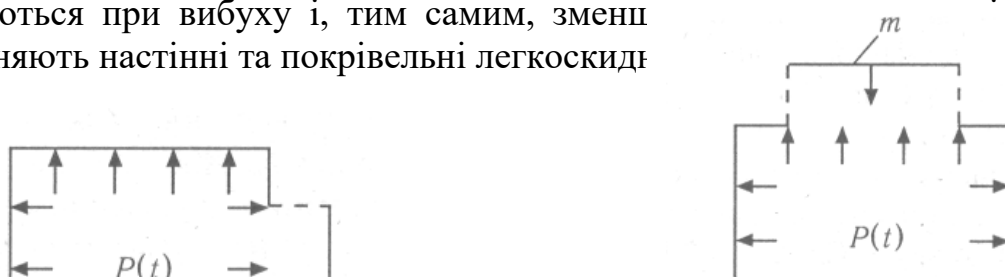 ються при вибуху і, тим самим, зменш
няють настінні та покрівельні легкоскидн
m
P(t)
P(t)